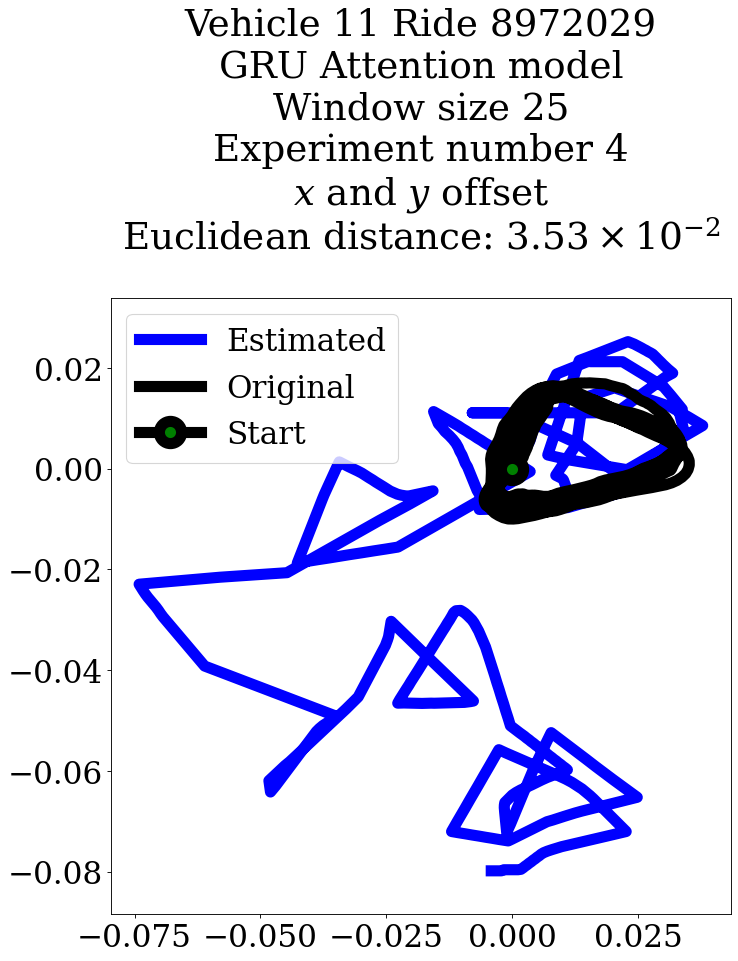 Vehicle 11 Ride 8972029
GRU Attention model
Window size 25
Experiment number 4
x and y offset
Euclidean distance: 3.53 × 10⁻²
Estimated
Original
Start
0.02
0.00
−0.02
−0.04
−0.06
−0.08
−0.075 −0.050 −0.025 0.000 0.025